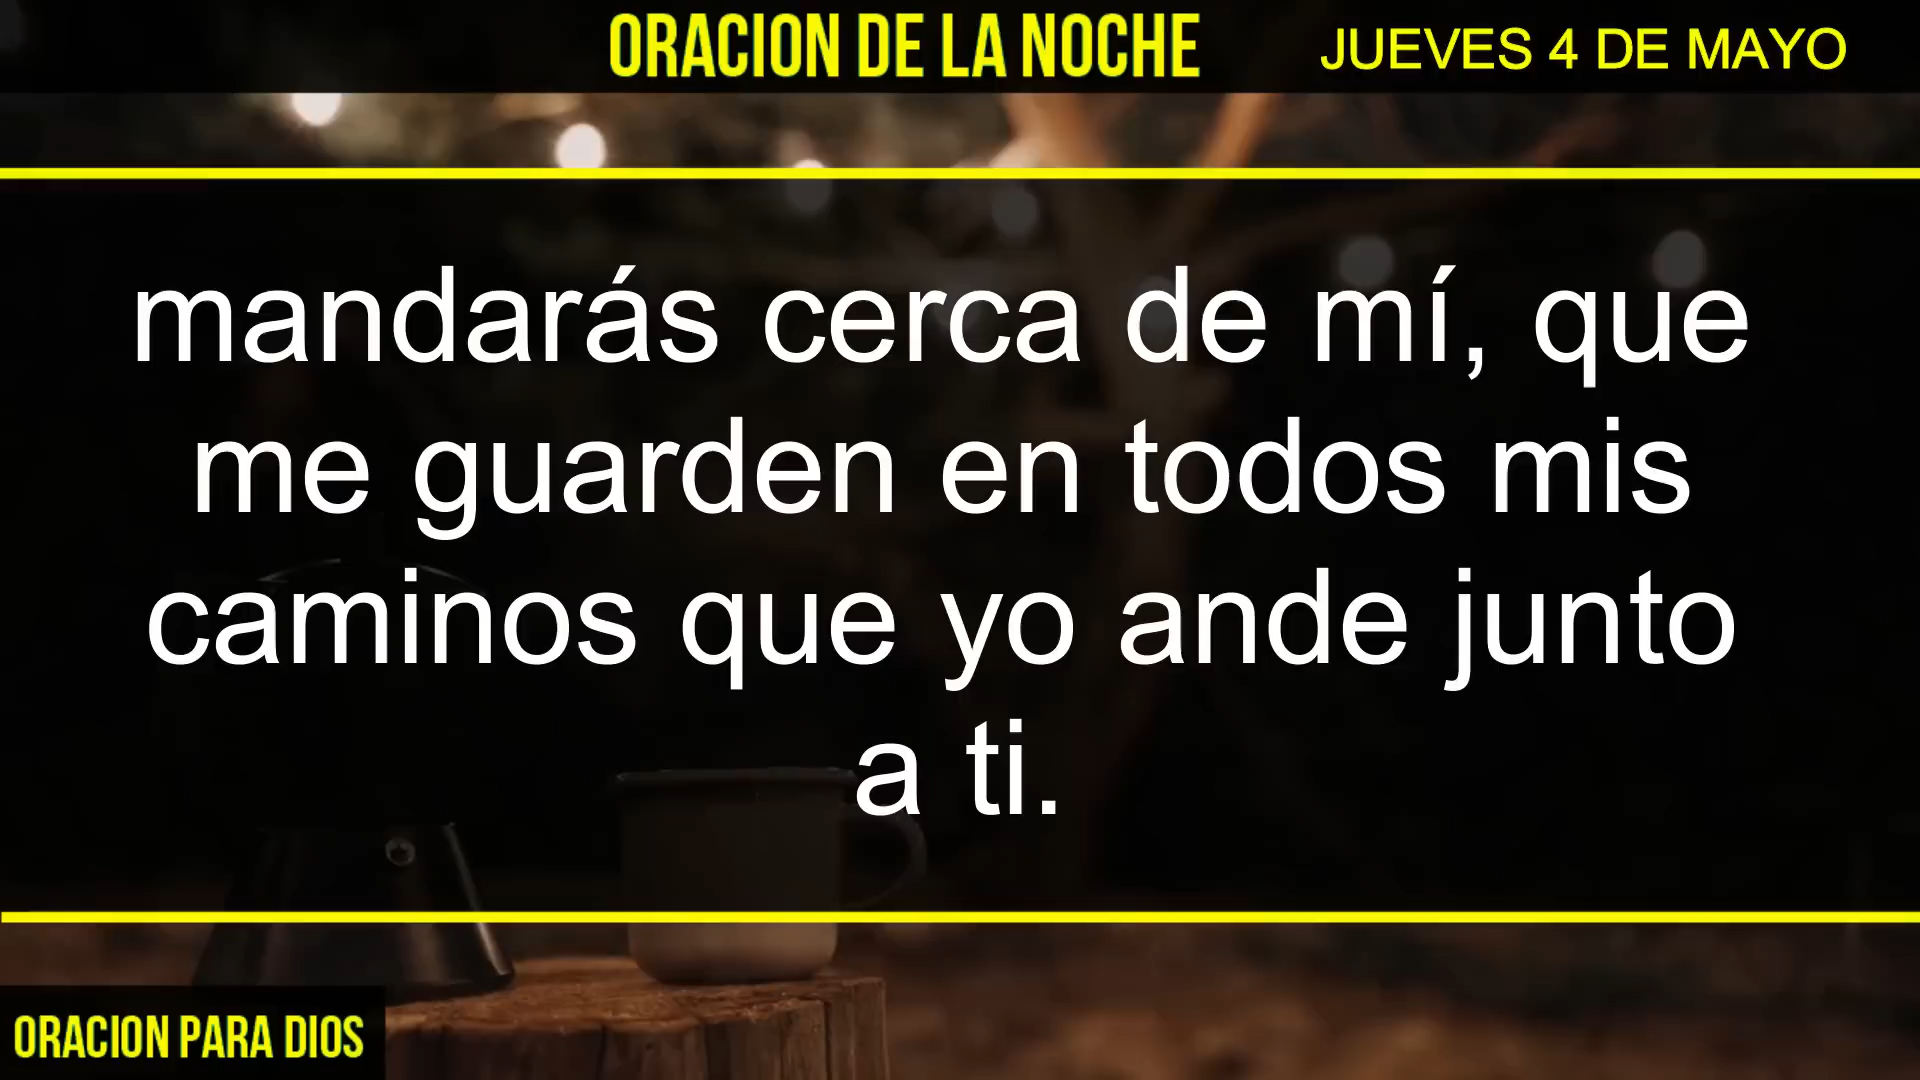 ORACION DE LA NOCHE
JUEVES 4 DE MAYO
mandarás cerca de mí, que
me guarden en todos mis
caminos que yo ande junto
a ti.
ORACION PARA DIOS